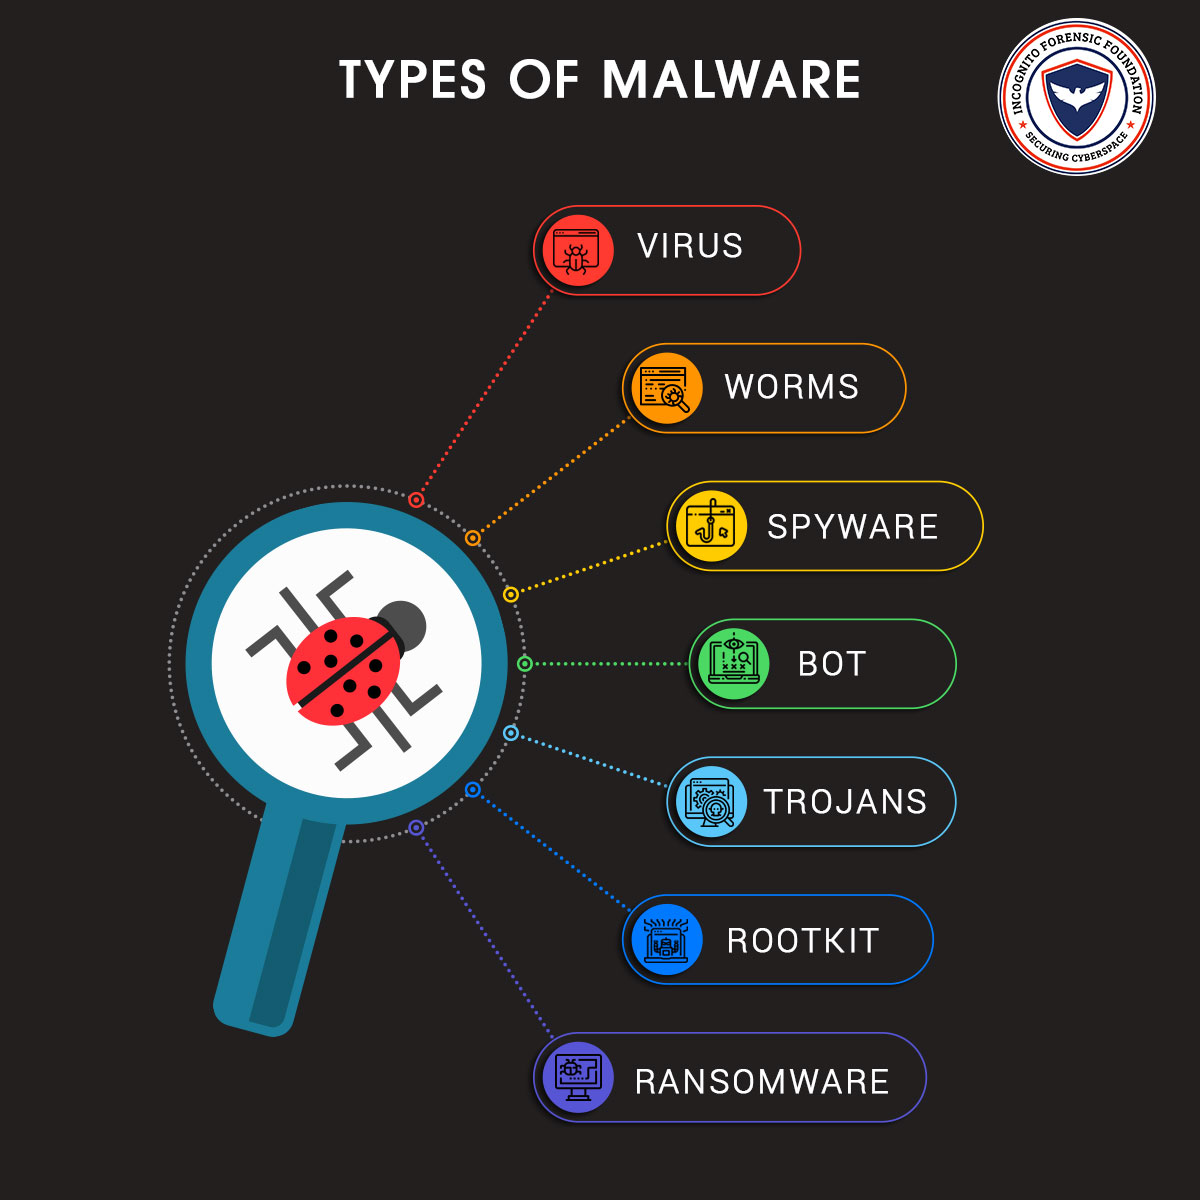 TYPES OF MALWARE
INCOGNITO FORENSIC FOUNDATION
SECURING CYBERSPACE
VIRUS
WORMS
SPYWARE
BOT
TROJANS
ROOTKIT
RANSOMWARE